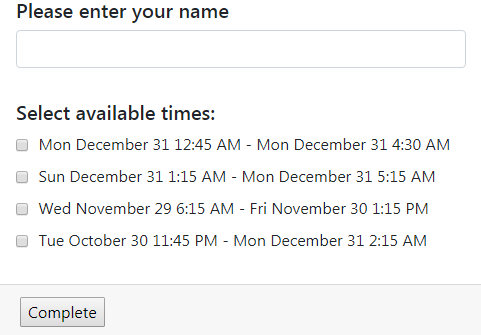 Please enter your name
Select available times:
Mon December 31 12:45 AM - Mon December 31 4:30 AM
Sun December 31 1:15 AM - Mon December 31 5:15 AM
Wed November 29 6:15 AM - Fri November 30 1:15 PM
Tue October 30 11:45 PM - Mon December 31 2:15 AM
Complete